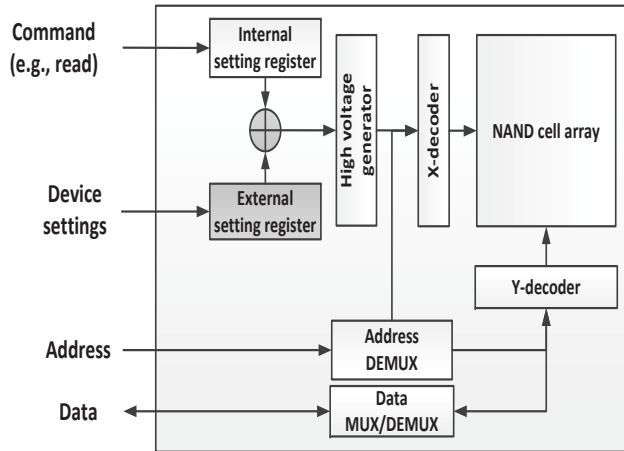 Command
(e.g., read)
Internal
setting register
High voltage
generator
X-decoder
NAND cell array
Device
settings
External
setting register
Y-decoder
Address
Address
DEMUX
Data
Data
MUX/DEMUX